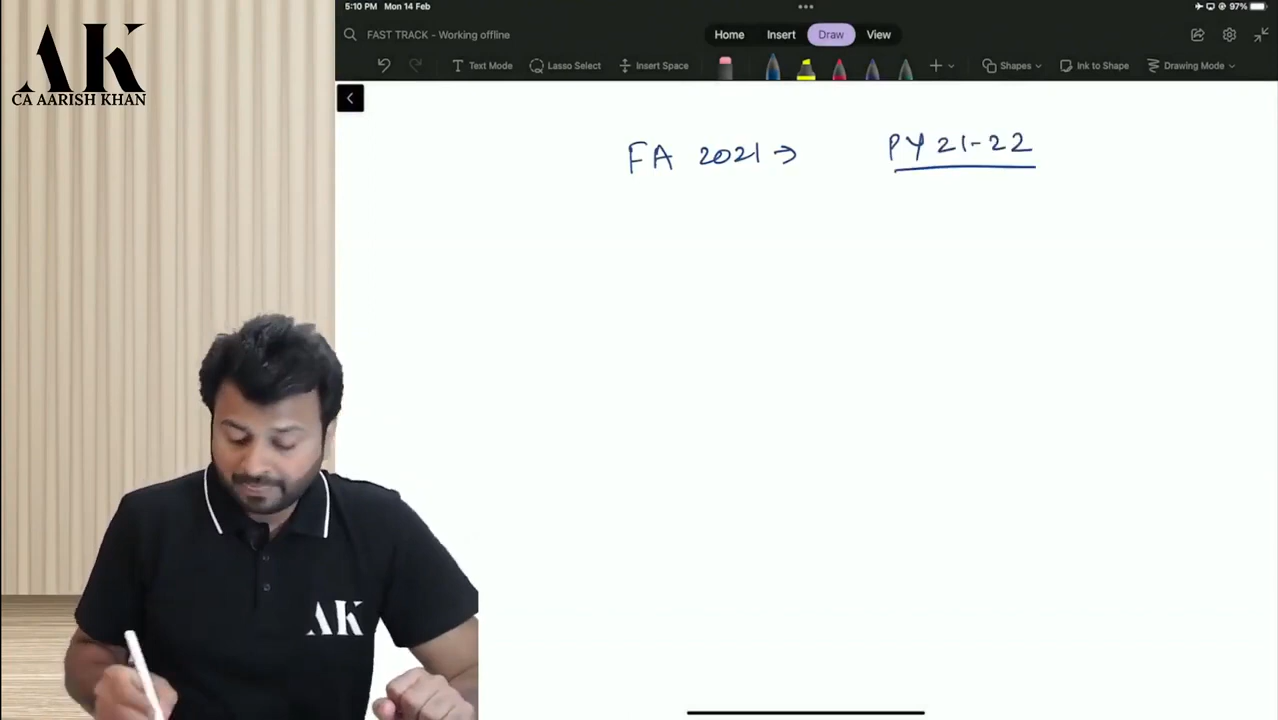 5:10 PM Mon 14 Feb
97%
AK
CA AARISH KHAN
FAST TRACK - Working offline
Home Insert Draw View
Text Mode Lasso Select Insert Space Shapes Ink to Shape Drawing Mode
FA 2021 → PY 21-22
AK